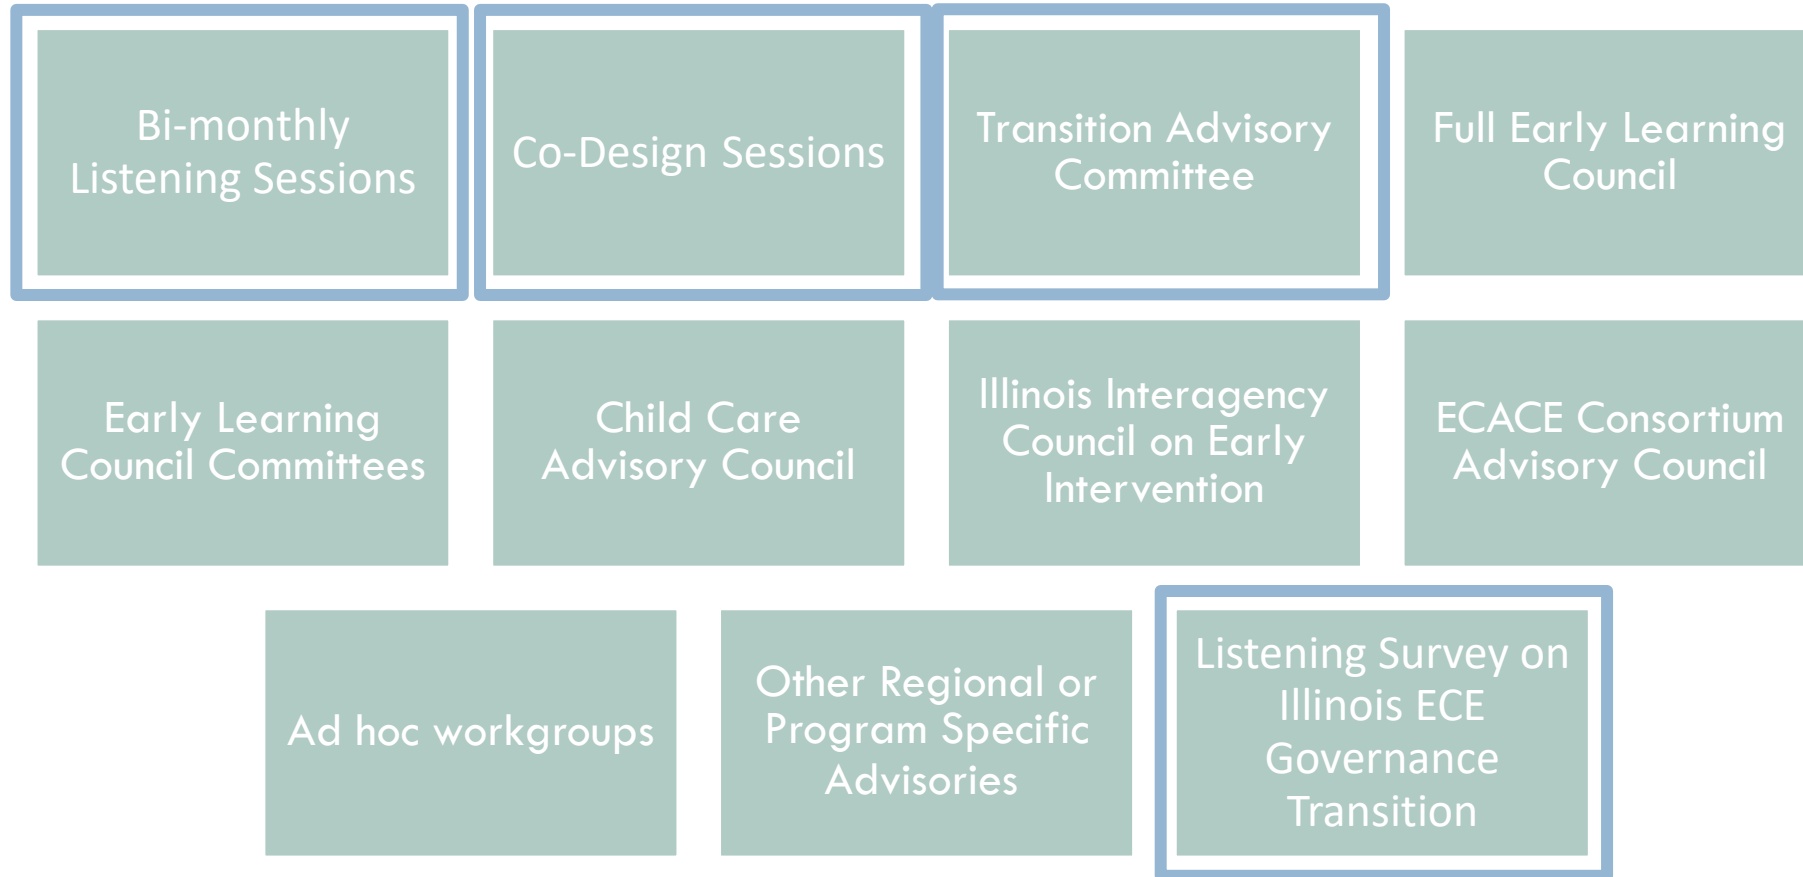 Bi-monthly
Listening Sessions
Co-Design Sessions
Transition Advisory
Committee
Full Early Learning
Council
Early Learning
Council Committees
Child Care
Advisory Council
Illinois Interagency
Council on Early
Intervention
ECACE Consortium
Advisory Council
Ad hoc workgroups
Other Regional or
Program Specific
Advisories
Listening Survey on
Illinois ECE
Governance
Transition